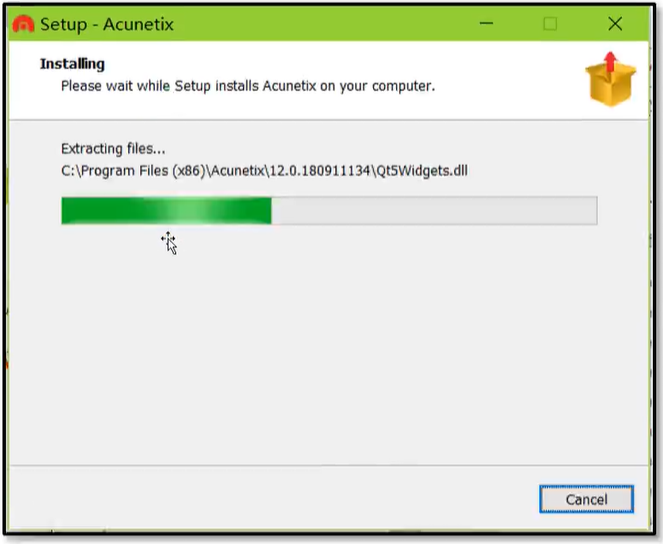 Setup - Acunetix
Installing
Please wait while Setup installs Acunetix on your computer.
Extracting files...
C:\Program Files (x86)\Acunetix\12.0.180911134\Qt5Widgets.dll
Cancel